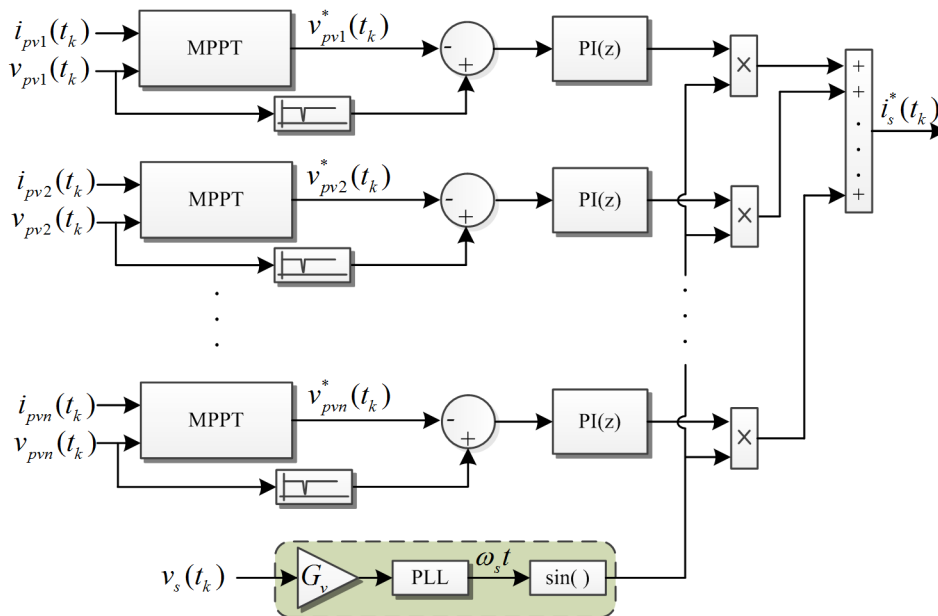 i_pv1(t_k)
v_pv1(t_k)
MPPT
v*_pv1(t_k)
-
+
PI(z)
×
+
+
.
.
.
+
i_s*(t_k)
i_pv2(t_k)
v_pv2(t_k)
MPPT
v*_pv2(t_k)
-
+
PI(z)
×
i_pvn(t_k)
v_pvn(t_k)
MPPT
v*_pvn(t_k)
-
+
PI(z)
×
v_s(t_k)
G_v
PLL
ω_s t
sin( )